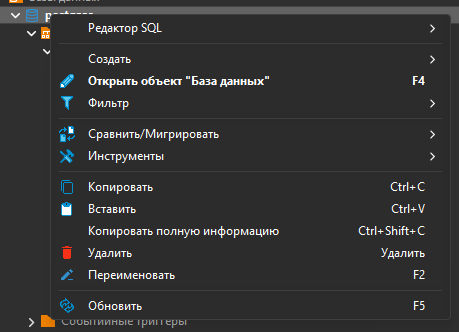 Редактор SQL
Создать
Открыть объект "База данных"	F4
Фильтр
Сравнить/Мигрировать
Инструменты
Копировать	Ctrl+C
Вставить	Ctrl+V
Копировать полную информацию	Ctrl+Shift+C
Удалить	Удалить
Переименовать	F2
Обновить	F5
Событийные триггеры